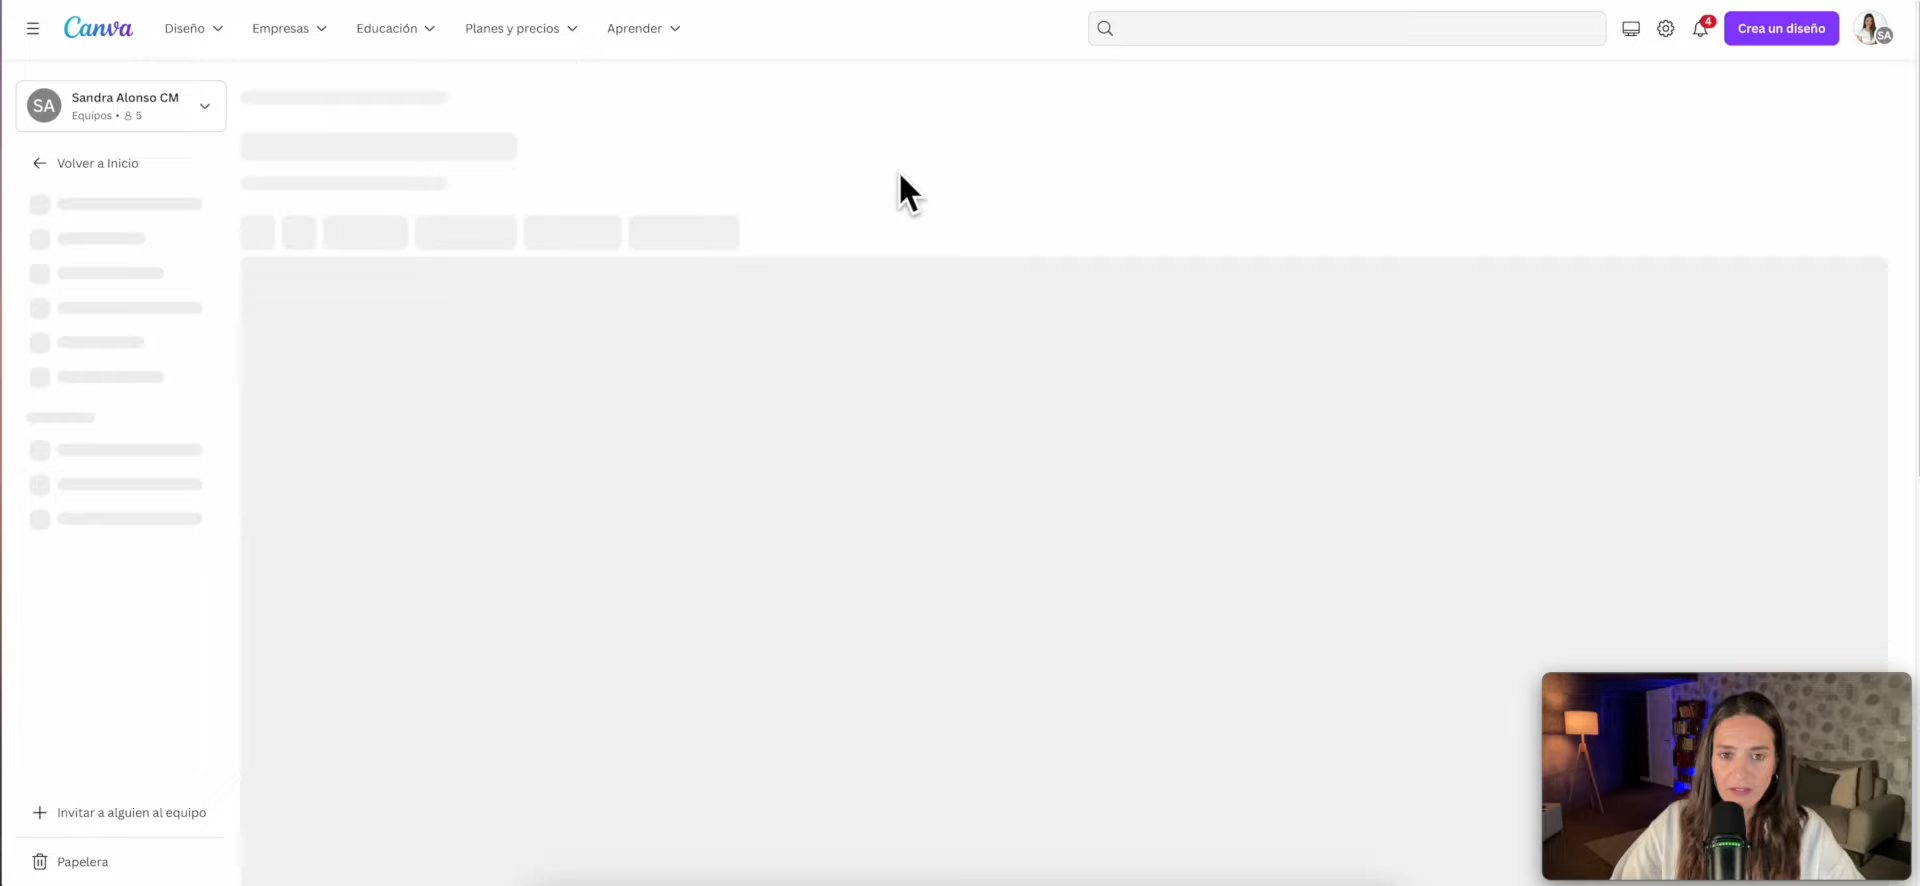 Canva
Diseño
Empresas
Educación
Planes y precios
Aprender
4
Crea un diseño
SA
SA
Sandra Alonso CM
Equipos • 5
Volver a Inicio
Invitar a alguien al equipo
Papelera